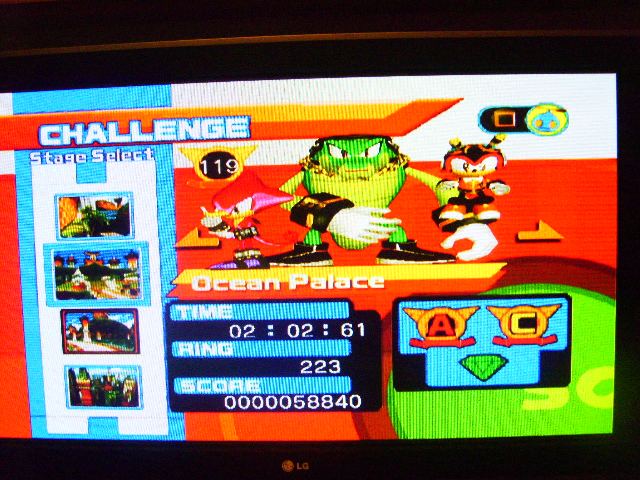 CHALLENGE
Stage Select
119
Ocean Palace
TIME
02 : 02 : 61
RING
223
SCORE
0000058840
A C
LG